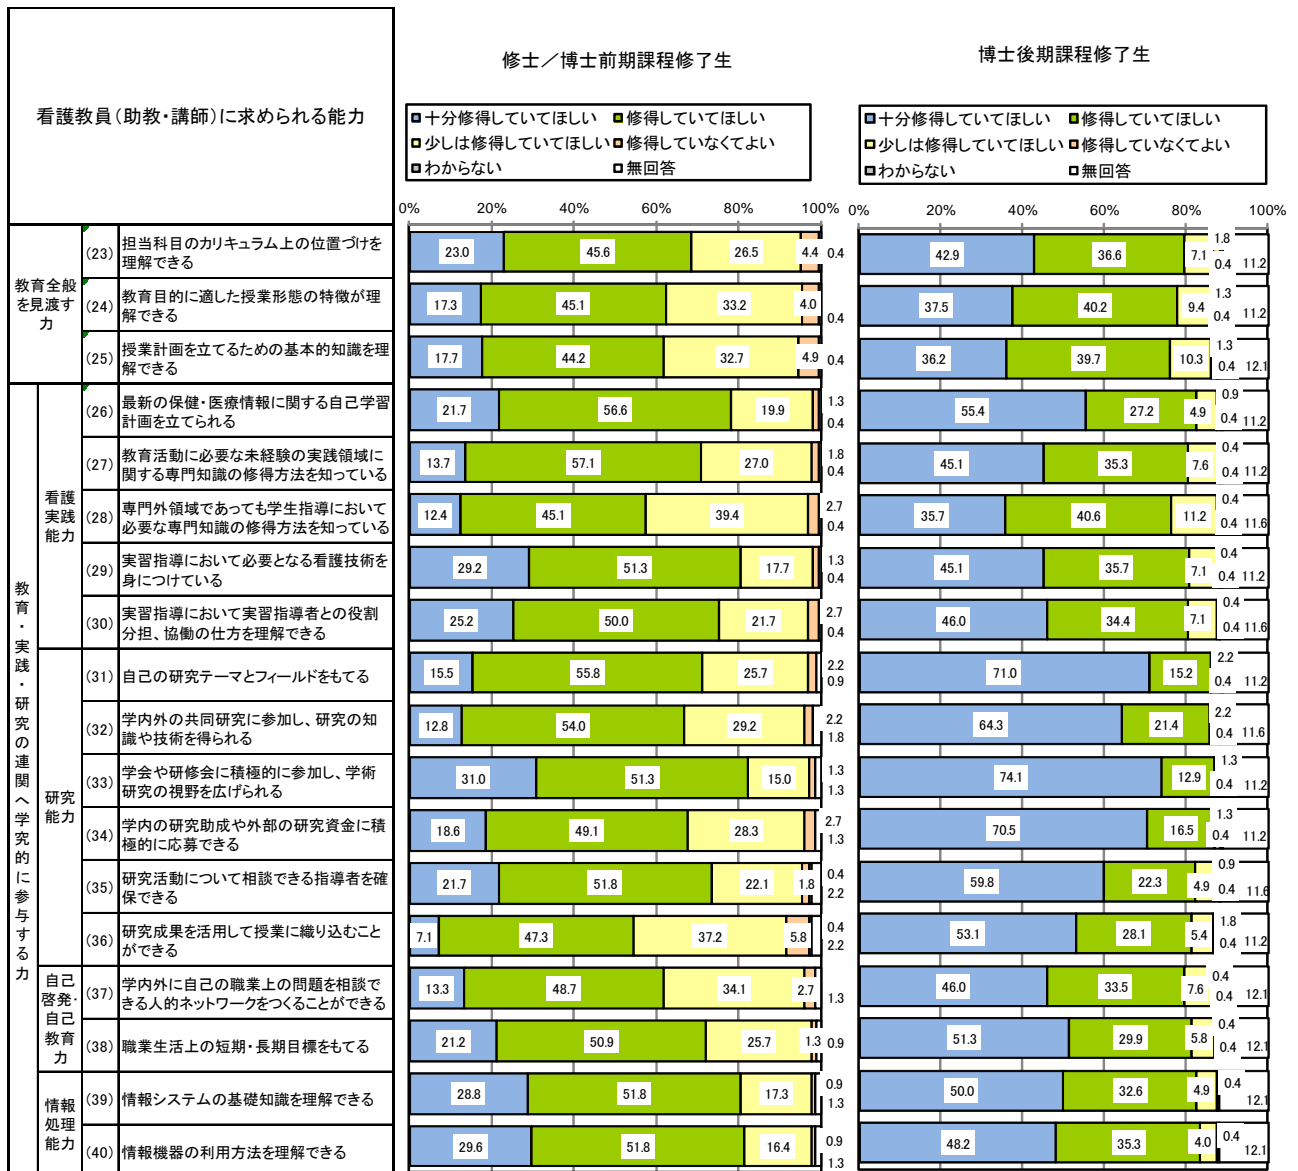 看護教員(助教・講師)に求められる能力
修士／博士前期課程修了生
十分修得していてほしい 修得していてほしい
少しは修得していてほしい 修得していなくてよい
わからない 無回答
博士後期課程修了生
十分修得していてほしい 修得していてほしい
少しは修得していてほしい 修得していなくてよい
わからない 無回答
0% 20% 40% 60% 80% 100%
0% 20% 40% 60% 80% 100%
教育全般
を見渡す
力
(23) 担当科目のカリキュラム上の位置づけを
理解できる
23.0 45.6 26.5 4.4 0.4
42.9 36.6 7.1 1.8 0.4 11.2
(24) 教育目的に適した授業形態の特徴が理
解できる
17.3 45.1 33.2 4.0 0.4
37.5 40.2 9.4 1.3 0.4 11.2
(25) 授業計画を立てるための基本的知識を理
解できる
17.7 44.2 32.7 4.9 0.4
36.2 39.7 10.3 1.3 0.4 12.1
教育・実践・研究の連関へ学究的に参与する力
看護
実践
能力
(26) 最新の保健・医療情報に関する自己学習
計画を立てられる
21.7 56.6 19.9 1.3 0.4
55.4 27.2 4.9 0.9 0.4 11.2
(27) 教育活動に必要な未経験の実践領域に
関する専門知識の修得方法を知っている
13.7 57.1 27.0 1.8 0.4
45.1 35.3 7.6 0.4 0.4 11.2
(28) 専門外領域であっても学生指導において
必要な専門知識の修得方法を知っている
12.4 45.1 39.4 2.7 0.4
35.7 40.6 11.2 0.4 0.4 11.6
(29) 実習指導において必要となる看護技術を
身につけている
29.2 51.3 17.7 1.3 0.4
45.1 35.7 7.1 0.4 0.4 11.2
(30) 実習指導において実習指導者との役割
分担、協働の仕方を理解できる
25.2 50.0 21.7 2.7 0.4
46.0 34.4 7.1 0.4 0.4 11.6
研究
能力
(31) 自己の研究テーマとフィールドをもてる
15.5 55.8 25.7 2.2 0.9
71.0 15.2 2.2 0.4 11.2
(32) 学内外の共同研究に参加し、研究の知
識や技術を得られる
12.8 54.0 29.2 2.2 1.8
64.3 21.4 2.2 0.4 11.6
(33) 学会や研修会に積極的に参加し、学術
研究の視野を広げられる
31.0 51.3 15.0 1.3 1.3
74.1 12.9 1.3 0.4 11.2
(34) 学内の研究助成や外部の研究資金に積
極的に応募できる
18.6 49.1 28.3 2.7 1.3
70.5 16.5 1.3 0.4 11.2
(35) 研究活動について相談できる指導者を確
保できる
21.7 51.8 22.1 1.8 0.4 2.2
59.8 22.3 4.9 0.9 0.4 11.6
(36) 研究成果を活用して授業に織り込むこと
ができる
7.1 47.3 37.2 5.8 0.4 2.2
53.1 28.1 5.4 1.8 0.4 11.2
自己
啓発・
自己
教育
力
(37) 学内外に自己の職業上の問題を相談で
きる人的ネットワークをつくることができる
13.3 48.7 34.1 2.7 1.3
46.0 33.5 7.6 0.4 0.4 12.1
(38) 職業生活上の短期・長期目標をもてる
21.2 50.9 25.7 1.3 0.9
51.3 29.9 5.8 0.4 0.4 12.1
情報
処理
能力
(39) 情報システムの基礎知識を理解できる
28.8 51.8 17.3 0.9 1.3
50.0 32.6 4.9 0.4 12.1
(40) 情報機器の利用方法を理解できる
29.6 51.8 16.4 0.9 1.3
48.2 35.3 4.0 0.4 12.1